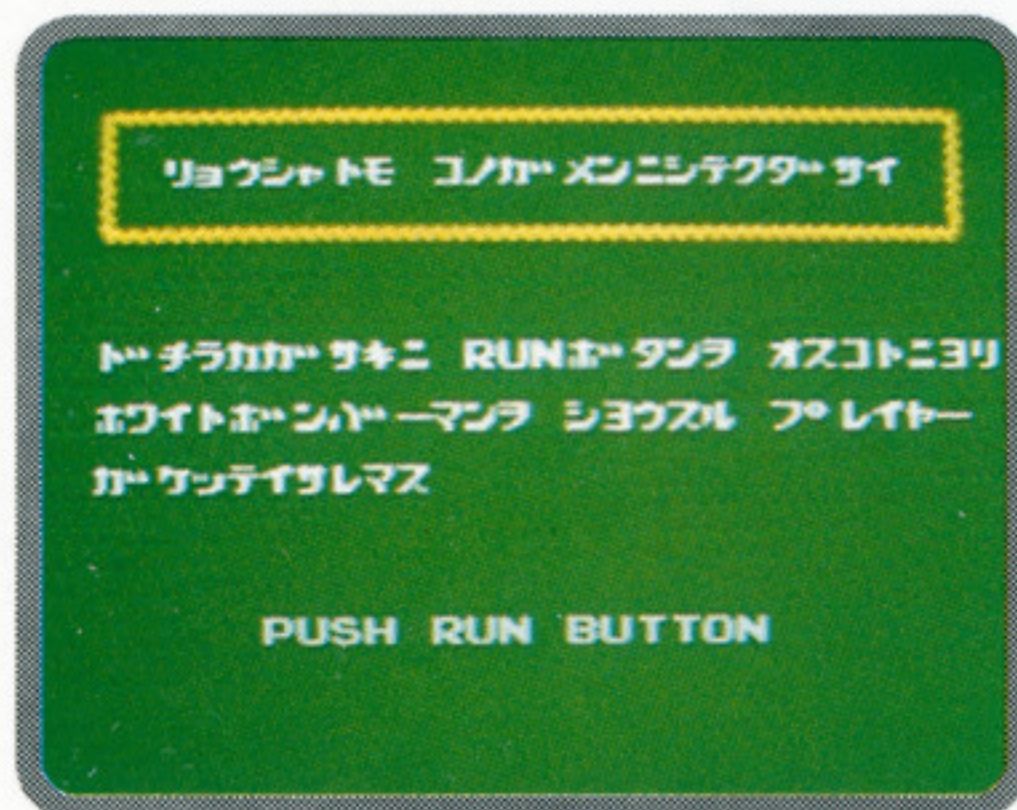 リョウシャトモ コノガメンニシテクダサイ
ドチラカガサキニ RUNボタンヲ オスコトニヨリ
ホワイトボンバーマンヲ シヨウスル プレイヤー
ガケッテイサレマス
PUSH RUN BUTTON